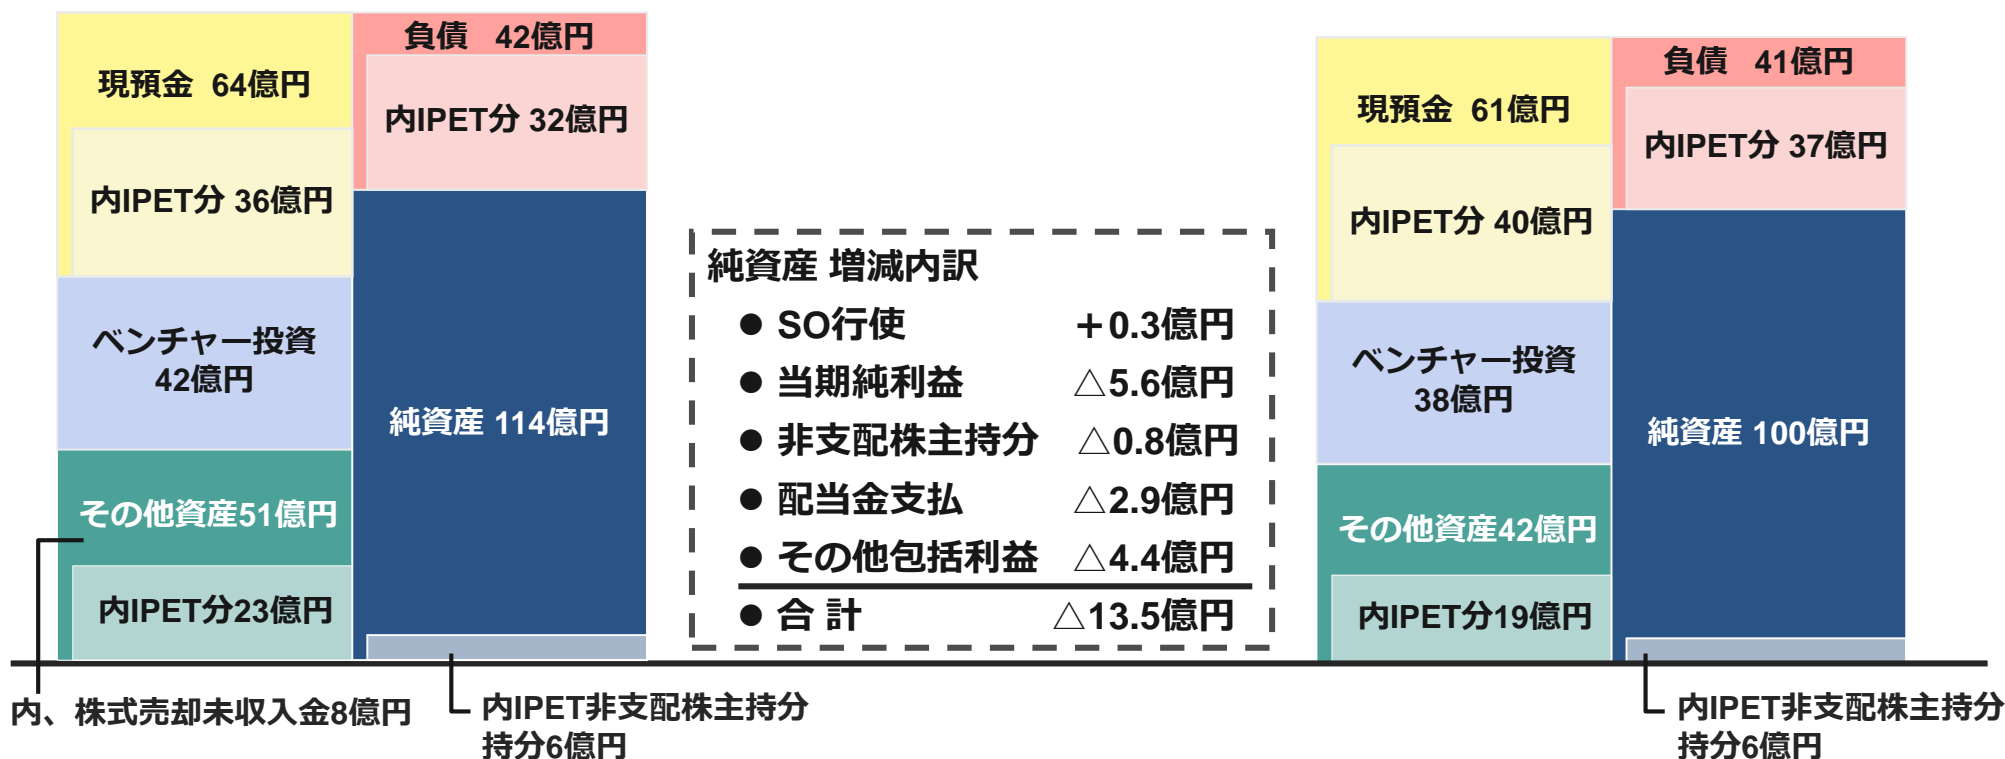 現預金 64億円
内IPET分 36億円
ベンチャー投資
42億円
その他資産51億円
内IPET分23億円
内、株式売却未収入金8億円
負債 42億円
内IPET分 32億円
純資産 114億円
内IPET非支配株主持分
持分6億円
純資産 増減内訳
● SO行使 +0.3億円
● 当期純利益 △5.6億円
● 非支配株主持分 △0.8億円
● 配当金支払 △2.9億円
● その他包括利益 △4.4億円
● 合 計 △13.5億円
現預金 61億円
内IPET分 40億円
ベンチャー投資
38億円
その他資産42億円
内IPET分19億円
負債 41億円
内IPET分 37億円
純資産 100億円
内IPET非支配株主持分
持分6億円